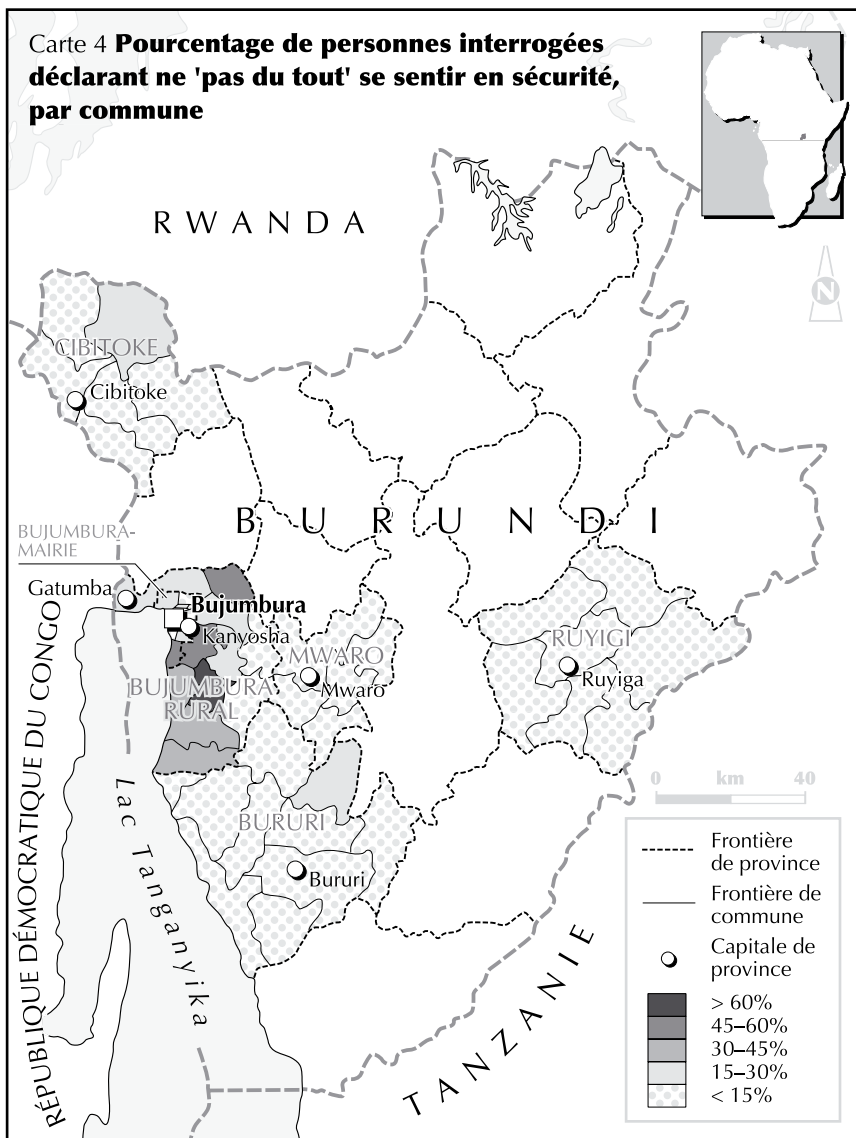 Carte 4 Pourcentage de personnes interrogées
déclarant ne 'pas du tout' se sentir en sécurité,
par commune
RWANDA
N
CIBITOKE
Cibitoke
BURUNDI
BUJUMBURA-
MAIRIE
Gatumba
Bujumbura
Kanyosha
MWARO
Mwaro
RUYIGI
Ruyiga
BUJUMBURA
RURAL
RÉPUBLIQUE DÉMOCRATIQUE DU CONGO
Lac Tanganyika
BURURI
Bururi
TANZANIE
0 km 40
Frontière
de province
Frontière de
commune
Capitale de
province
> 60%
45–60%
30–45%
15–30%
< 15%